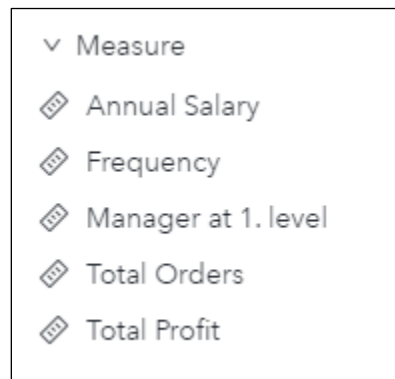 Measure
Annual Salary
Frequency
Manager at 1. level
Total Orders
Total Profit